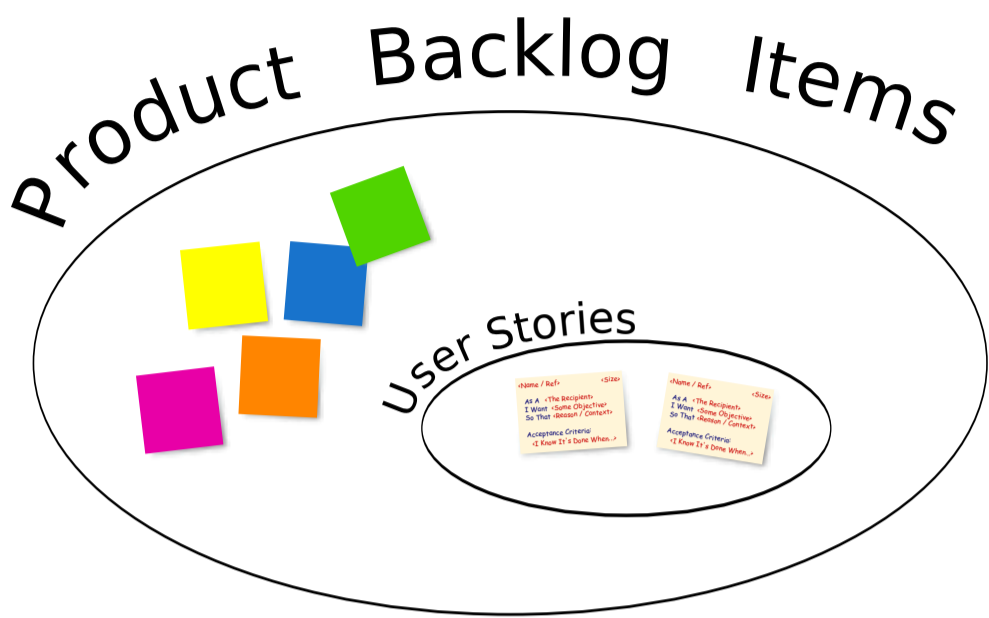 Product Backlog Items
User Stories
<Name / Ref> <Size>
As A <The Recipient>
I Want <Some Objective>
So That <Reason / Context>
Acceptance Criteria:
<I Know It's Done When...>
<Name / Ref> <Size>
As A <The Recipient>
I Want <Some Objective>
So That <Reason / Context>
Acceptance Criteria:
<I Know It's Done When...>